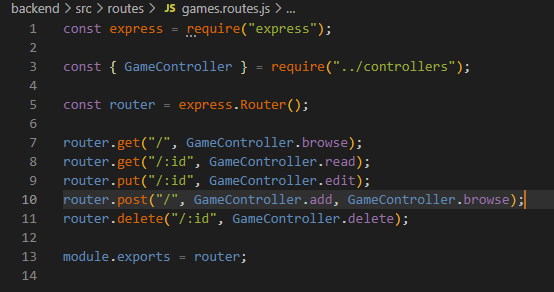 backend > src > routes > JS games.routes.js > ...
1 const express = require("express");
2
3 const { GameController } = require("../controllers");
4
5 const router = express.Router();
6
7 router.get("/", GameController.browse);
8 router.get("/:id", GameController.read);
9 router.put("/:id", GameController.edit);
10 router.post("/", GameController.add, GameController.browse);
11 router.delete("/:id", GameController.delete);
12
13 module.exports = router;
14